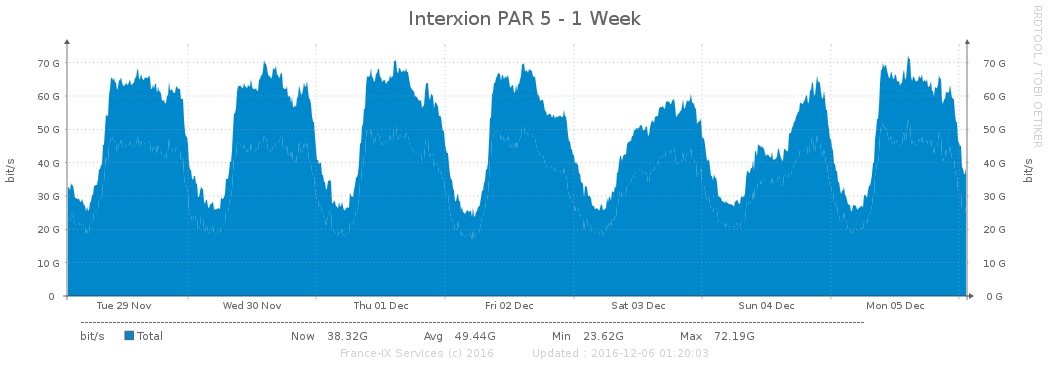 Interxion PAR 5 - 1 Week
RRDTOOL / TOBI OETIKER
bit/s
70 G 70 G
60 G 60 G
50 G 50 G
40 G 40 G
30 G 30 G
20 G 20 G
10 G 10 G
0 0 G
bit/s
Tue 29 Nov Wed 30 Nov Thu 01 Dec Fri 02 Dec Sat 03 Dec Sun 04 Dec Mon 05 Dec
bit/s Total Now 38.32G Avg 49.44G Min 23.62G Max 72.19G
France-IX Services (c) 2016 Updated : 2016-12-06 01:20:03